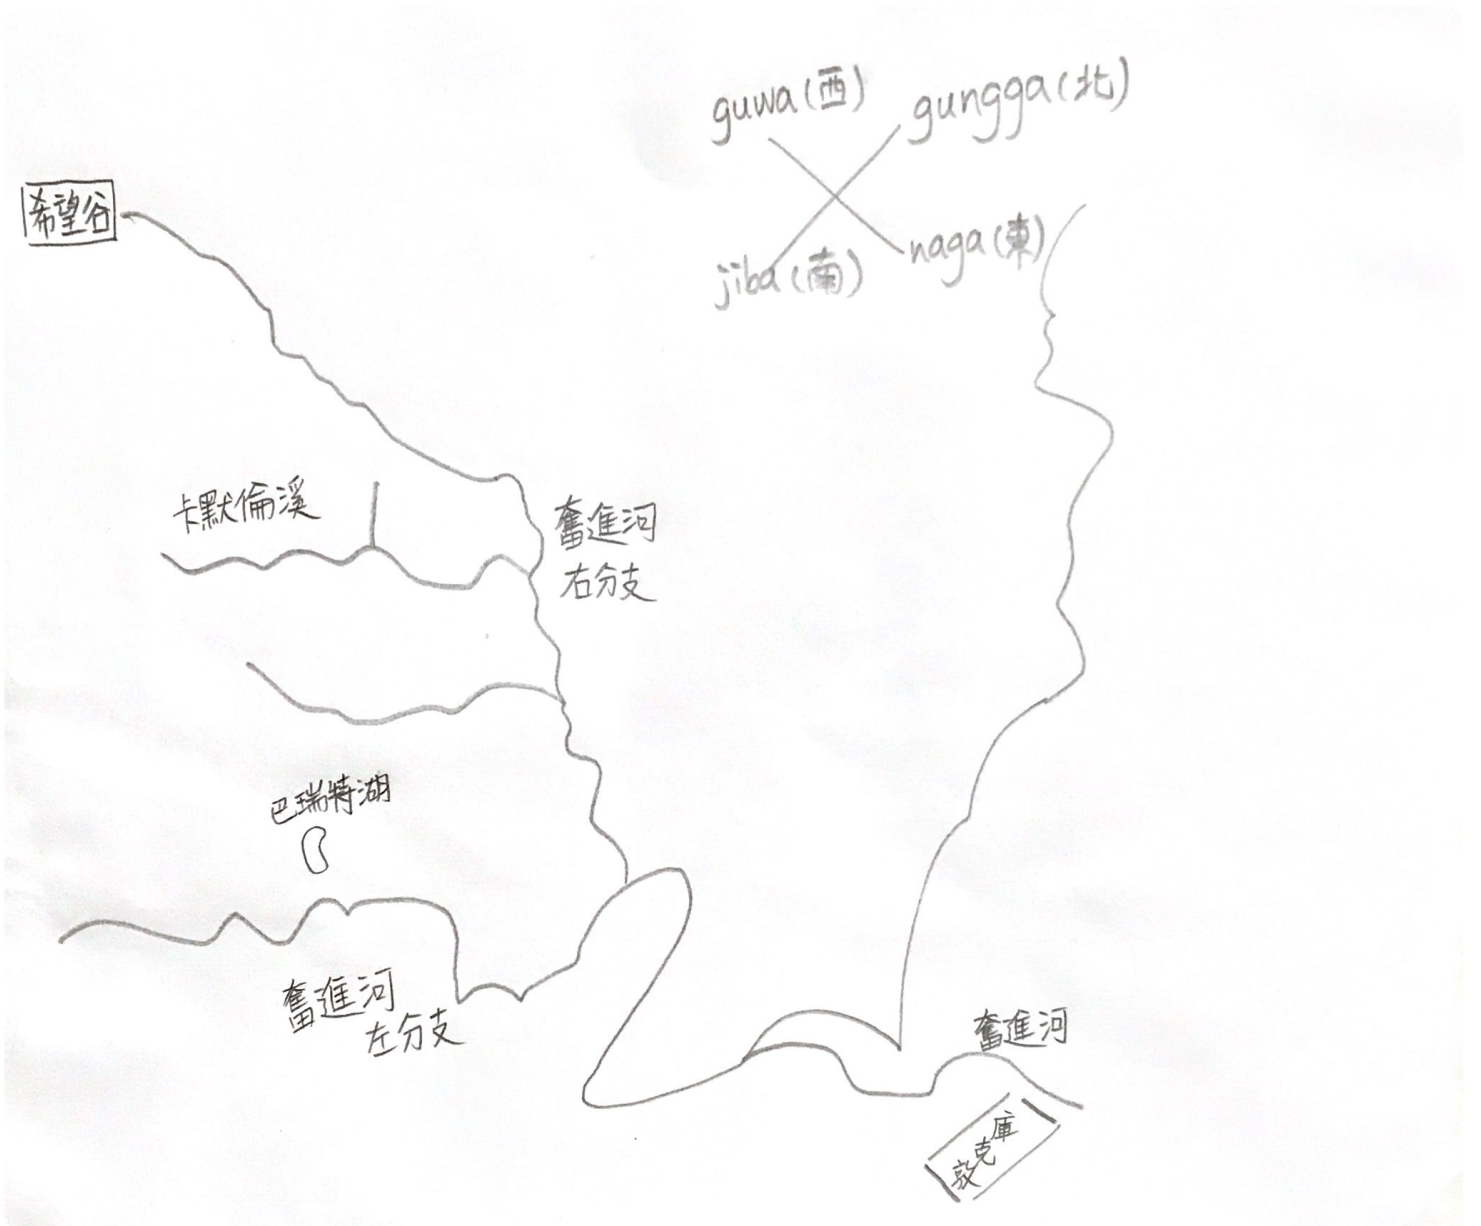 guwa(西)
gungga(北)
naga(東)
jiba(南)
希望谷
卡默倫溪
奮進河
右分支
巴瑞特湖
奮進河
左分支
奮進河
庫克敦